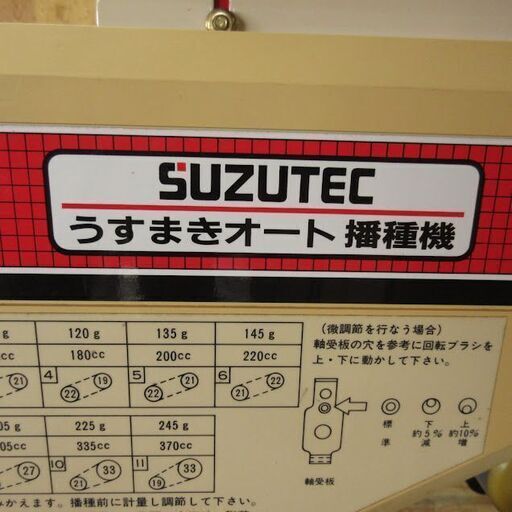 SUZUTEC
うすまきオート 播種機
g 120 g 135 g 145 g
cc 180cc 200cc 220cc
21 4 22 19 5 22 21 6 21 22
05 g 225 g 245 g
05cc 335cc 370cc
27 10 21 33 11 19 33
みかえます。播種前に計量し調節して下さい。
(微調節を行なう場合)
軸受板の穴を参考に回転ブラシを
上・下に動かして下さい。
標準
下 約5%減
上 約10%増
軸受板